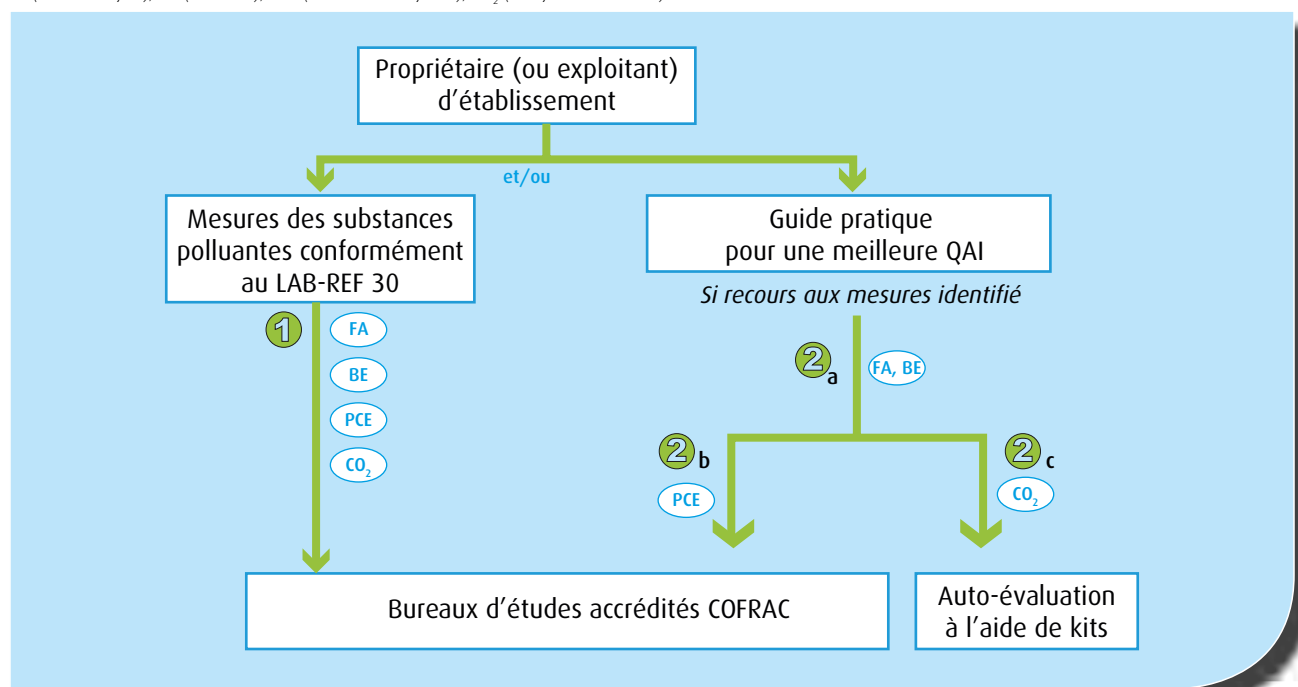 Propriétaire (ou exploitant)
d'établissement
et/ou
Mesures des substances
polluantes conformément
au LAB-REF 30
Guide pratique
pour une meilleure QAI
Si recours aux mesures identifié
1
FA
BE
PCE
CO2
2a
FA, BE
2b
PCE
2c
CO2
Bureaux d'études accrédités COFRAC
Auto-évaluation
à l'aide de kits